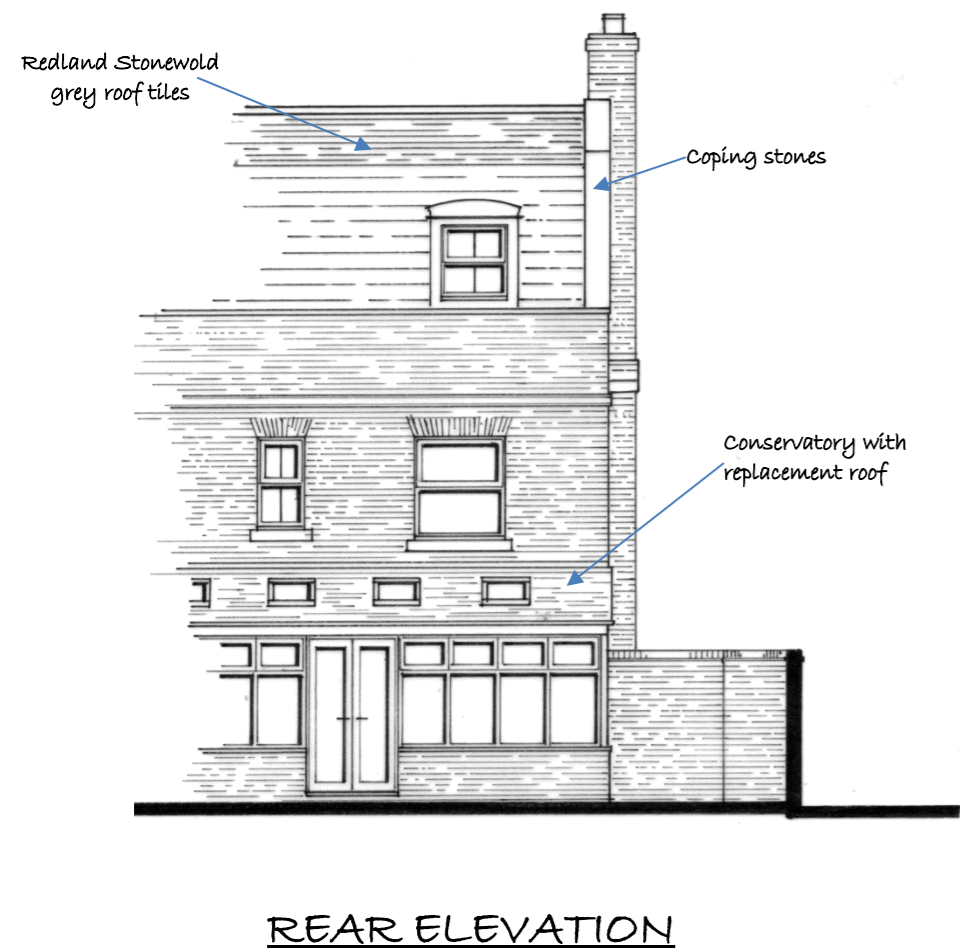 Redland Stonewold
grey roof tiles
Coping stones
Conservatory with
replacement roof
REAR ELEVATION